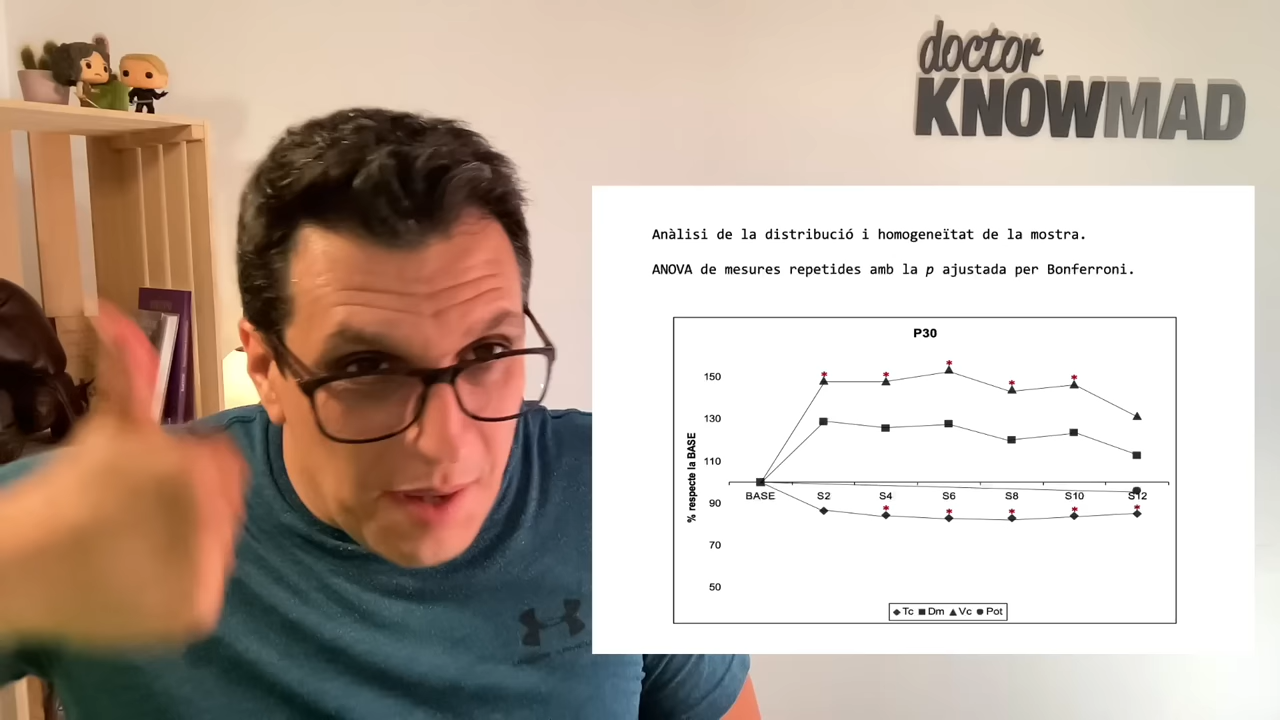 doctor
KNOWMAD
Anàlisi de la distribució i homogeneïtat de la mostra.
ANOVA de mesures repetides amb la p ajustada per Bonferroni.
P30
150
130
110
90
70
50
% respecte la BASE
BASE S2 S4 S6 S8 S10 S12
Tc Dm Vc Pot